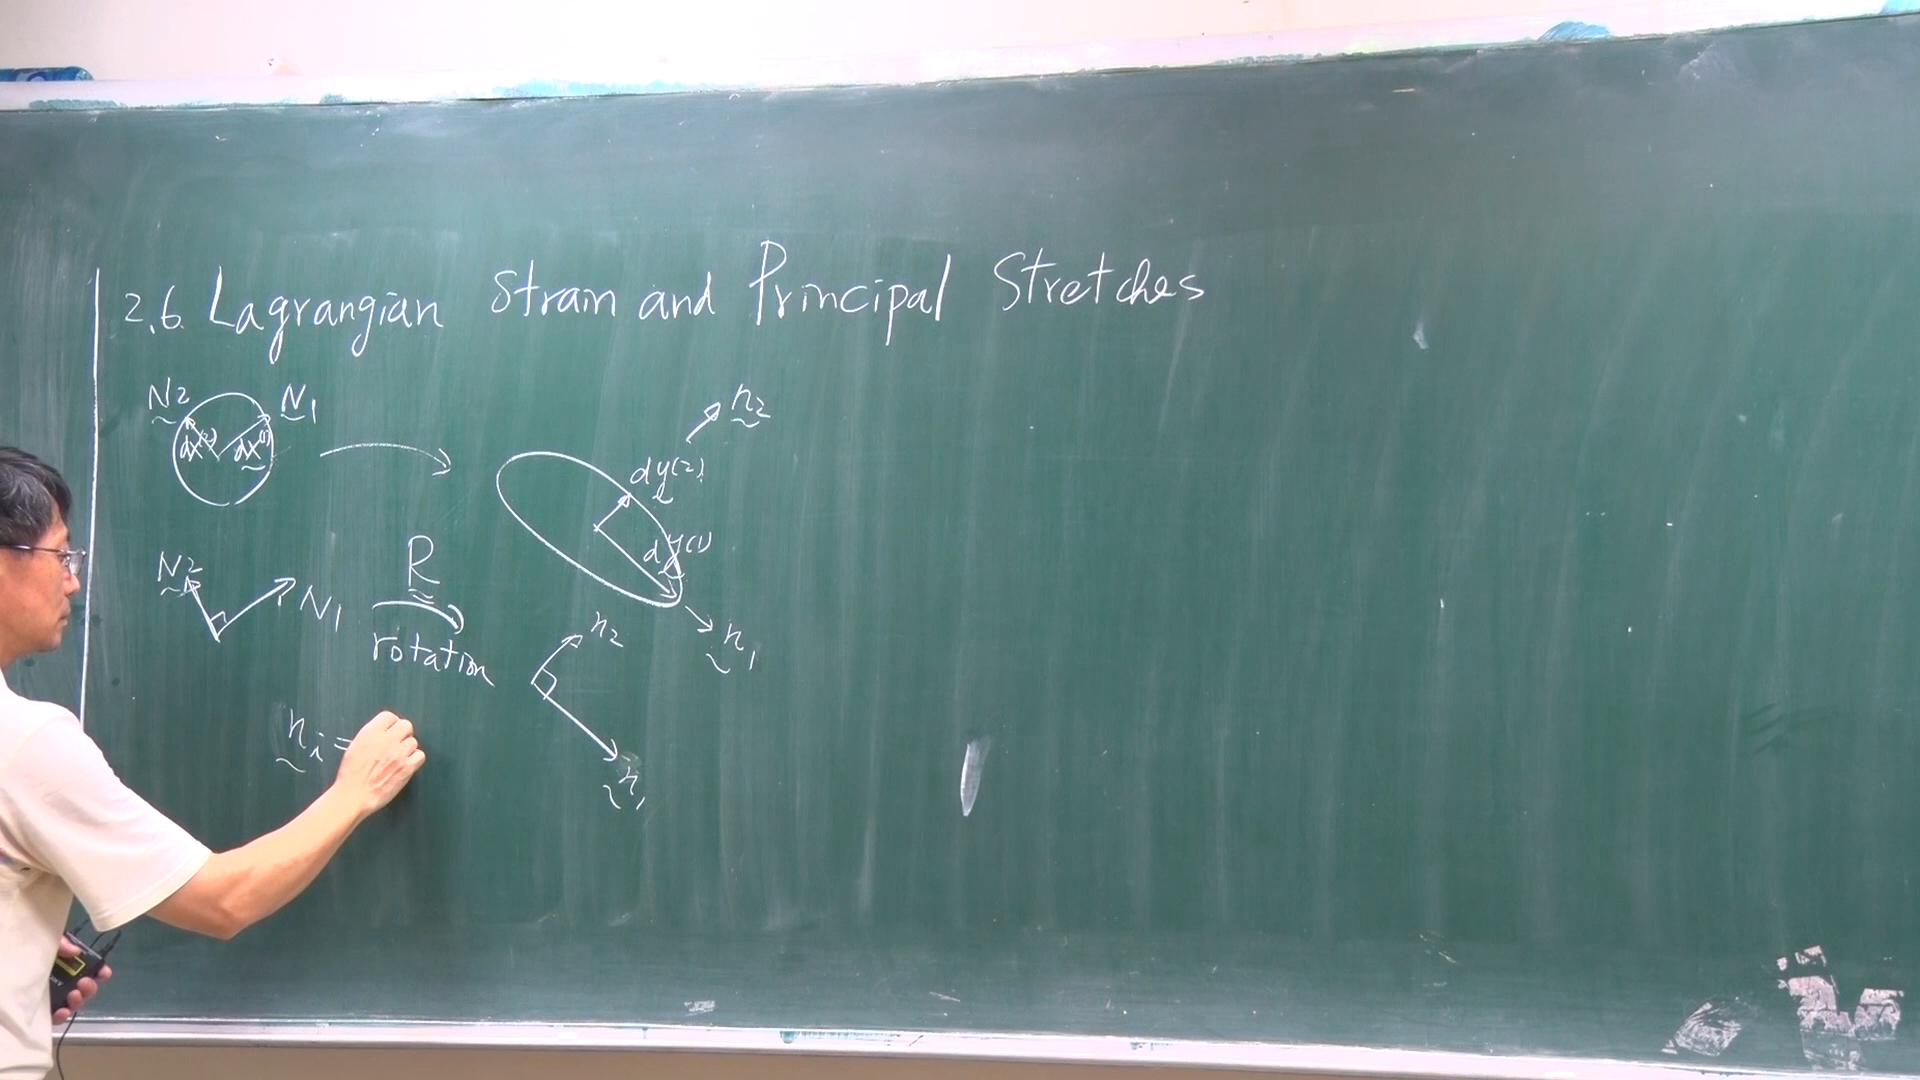 2.6. Lagrangian Strain and Principal Stretches
N2 N1
dx(2) dx(1)
n2
dy(2)
dy(1)
n1
N2 N1
R
rotation
n2
n1
ni =